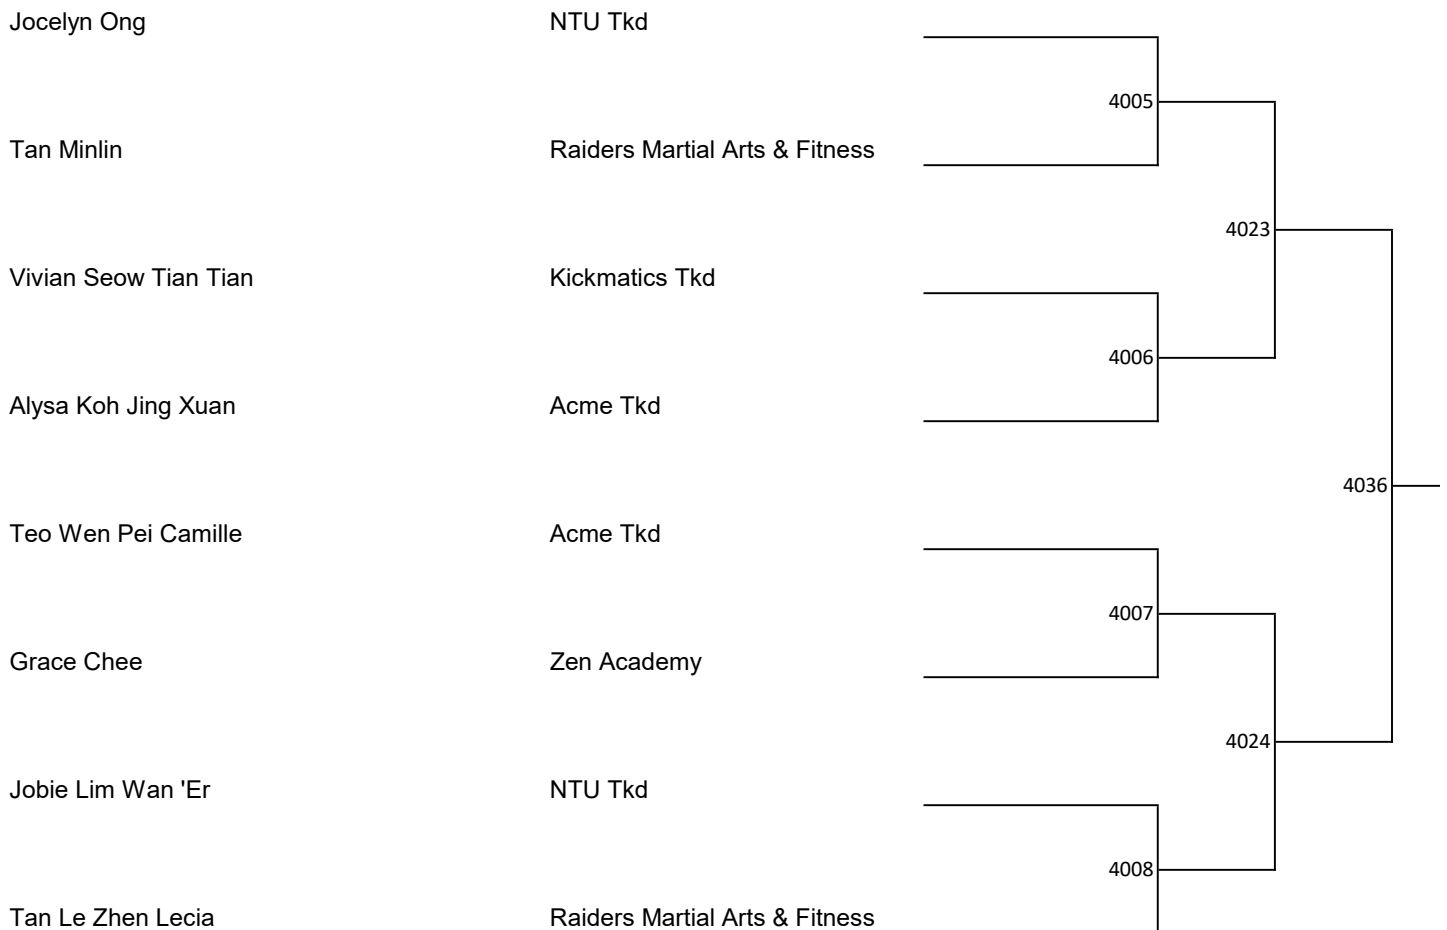 Jocelyn Ong NTU Tkd
4005
Tan Minlin Raiders Martial Arts & Fitness
4023
Vivian Seow Tian Tian Kickmatics Tkd
4006
Alysa Koh Jing Xuan Acme Tkd
4036
Teo Wen Pei Camille Acme Tkd
4007
Grace Chee Zen Academy
4024
Jobie Lim Wan 'Er NTU Tkd
4008
Tan Le Zhen Lecia Raiders Martial Arts & Fitness